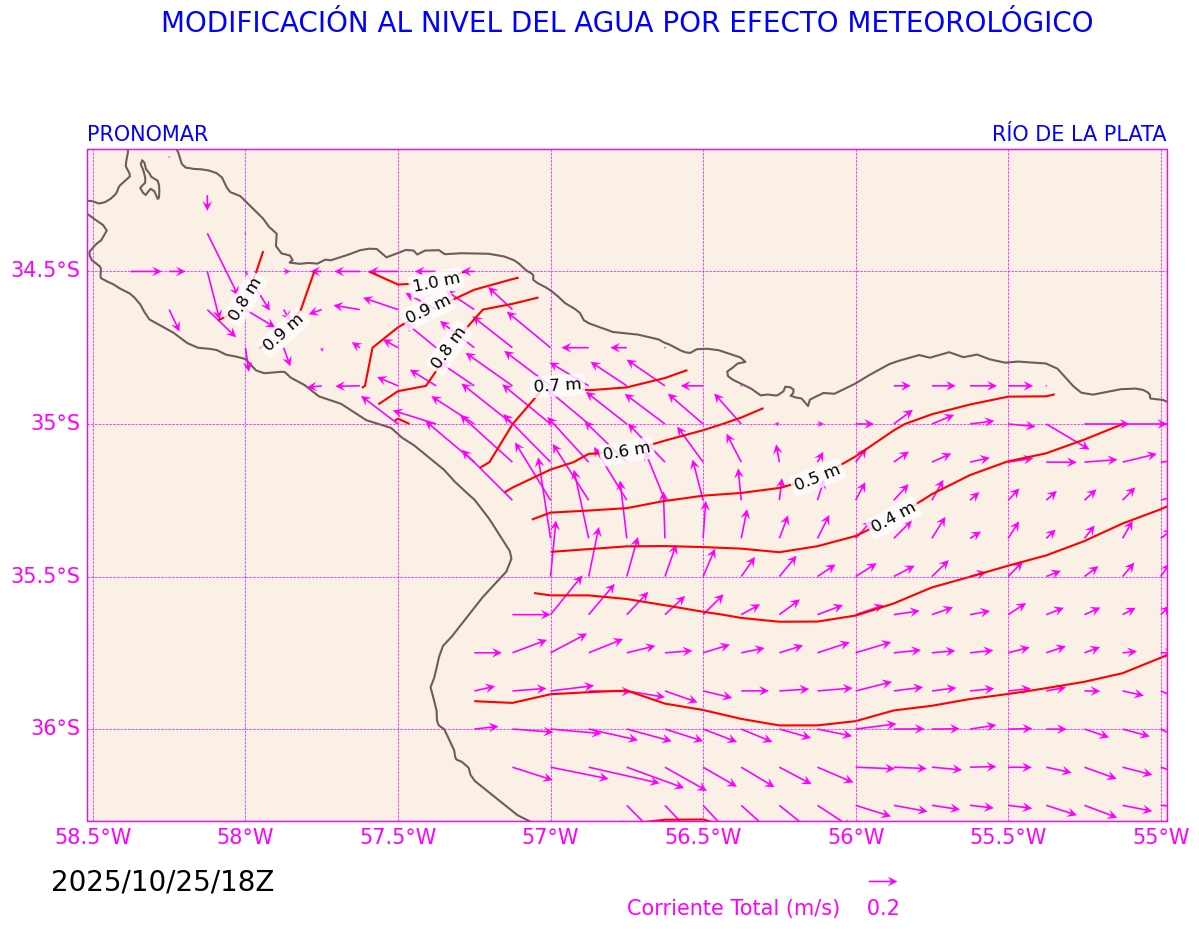 MODIFICACIÓN AL NIVEL DEL AGUA POR EFECTO METEOROLÓGICO
PRONOMAR
RÍO DE LA PLATA
34.5°S
35°S
35.5°S
36°S
1.0 m
0.8 m
0.9 m
0.9 m
0.8 m
0.7 m
0.6 m
0.5 m
0.4 m
58.5°W
58°W
57.5°W
57°W
56.5°W
56°W
55.5°W
55°W
2025/10/25/18Z
Corriente Total (m/s)
0.2